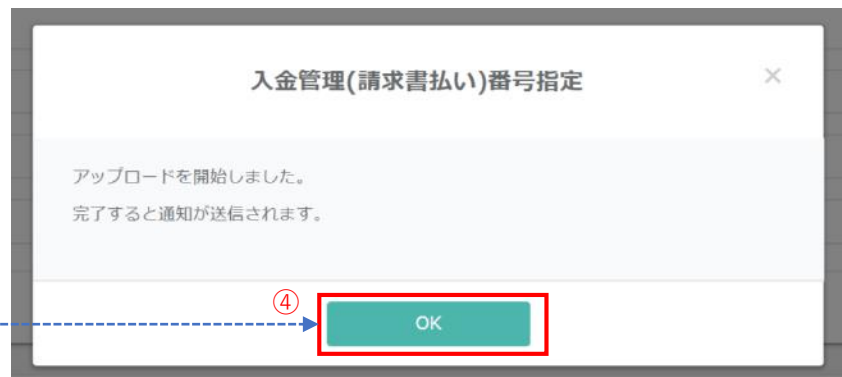 入金管理(請求書払い)番号指定
×
アップロードを開始しました。
完了すると通知が送信されます。
④
OK